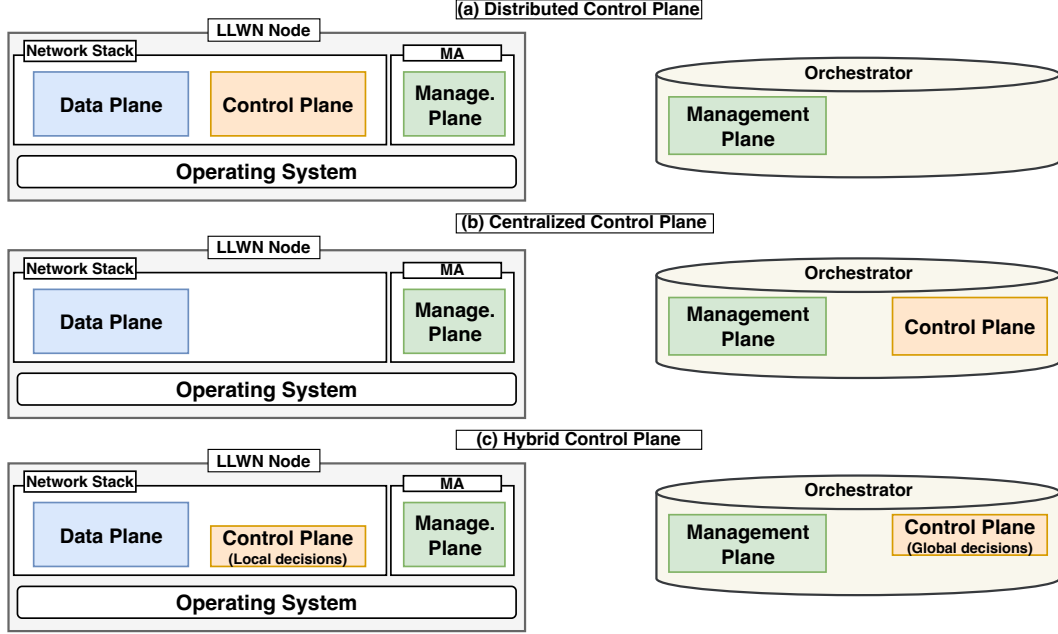 (a) Distributed Control Plane
LLWN Node
Network Stack
MA
Data Plane
Control Plane
Manage.
Plane
Operating System
Orchestrator
Management
Plane
(b) Centralized Control Plane
LLWN Node
Network Stack
MA
Data Plane
Manage.
Plane
Operating System
Orchestrator
Management
Plane
Control Plane
(c) Hybrid Control Plane
LLWN Node
Network Stack
MA
Data Plane
Control Plane
(Local decisions)
Manage.
Plane
Operating System
Orchestrator
Management
Plane
Control Plane
(Global decisions)